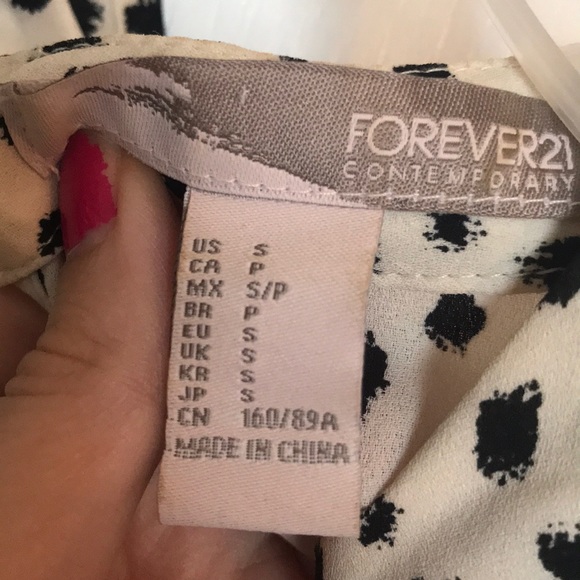 FOREVER21
CONTEMPORARY
US S
CA P
MX S/P
BR P
EU S
UK S
KR S
JP S
CN 160/89A
MADE IN CHINA